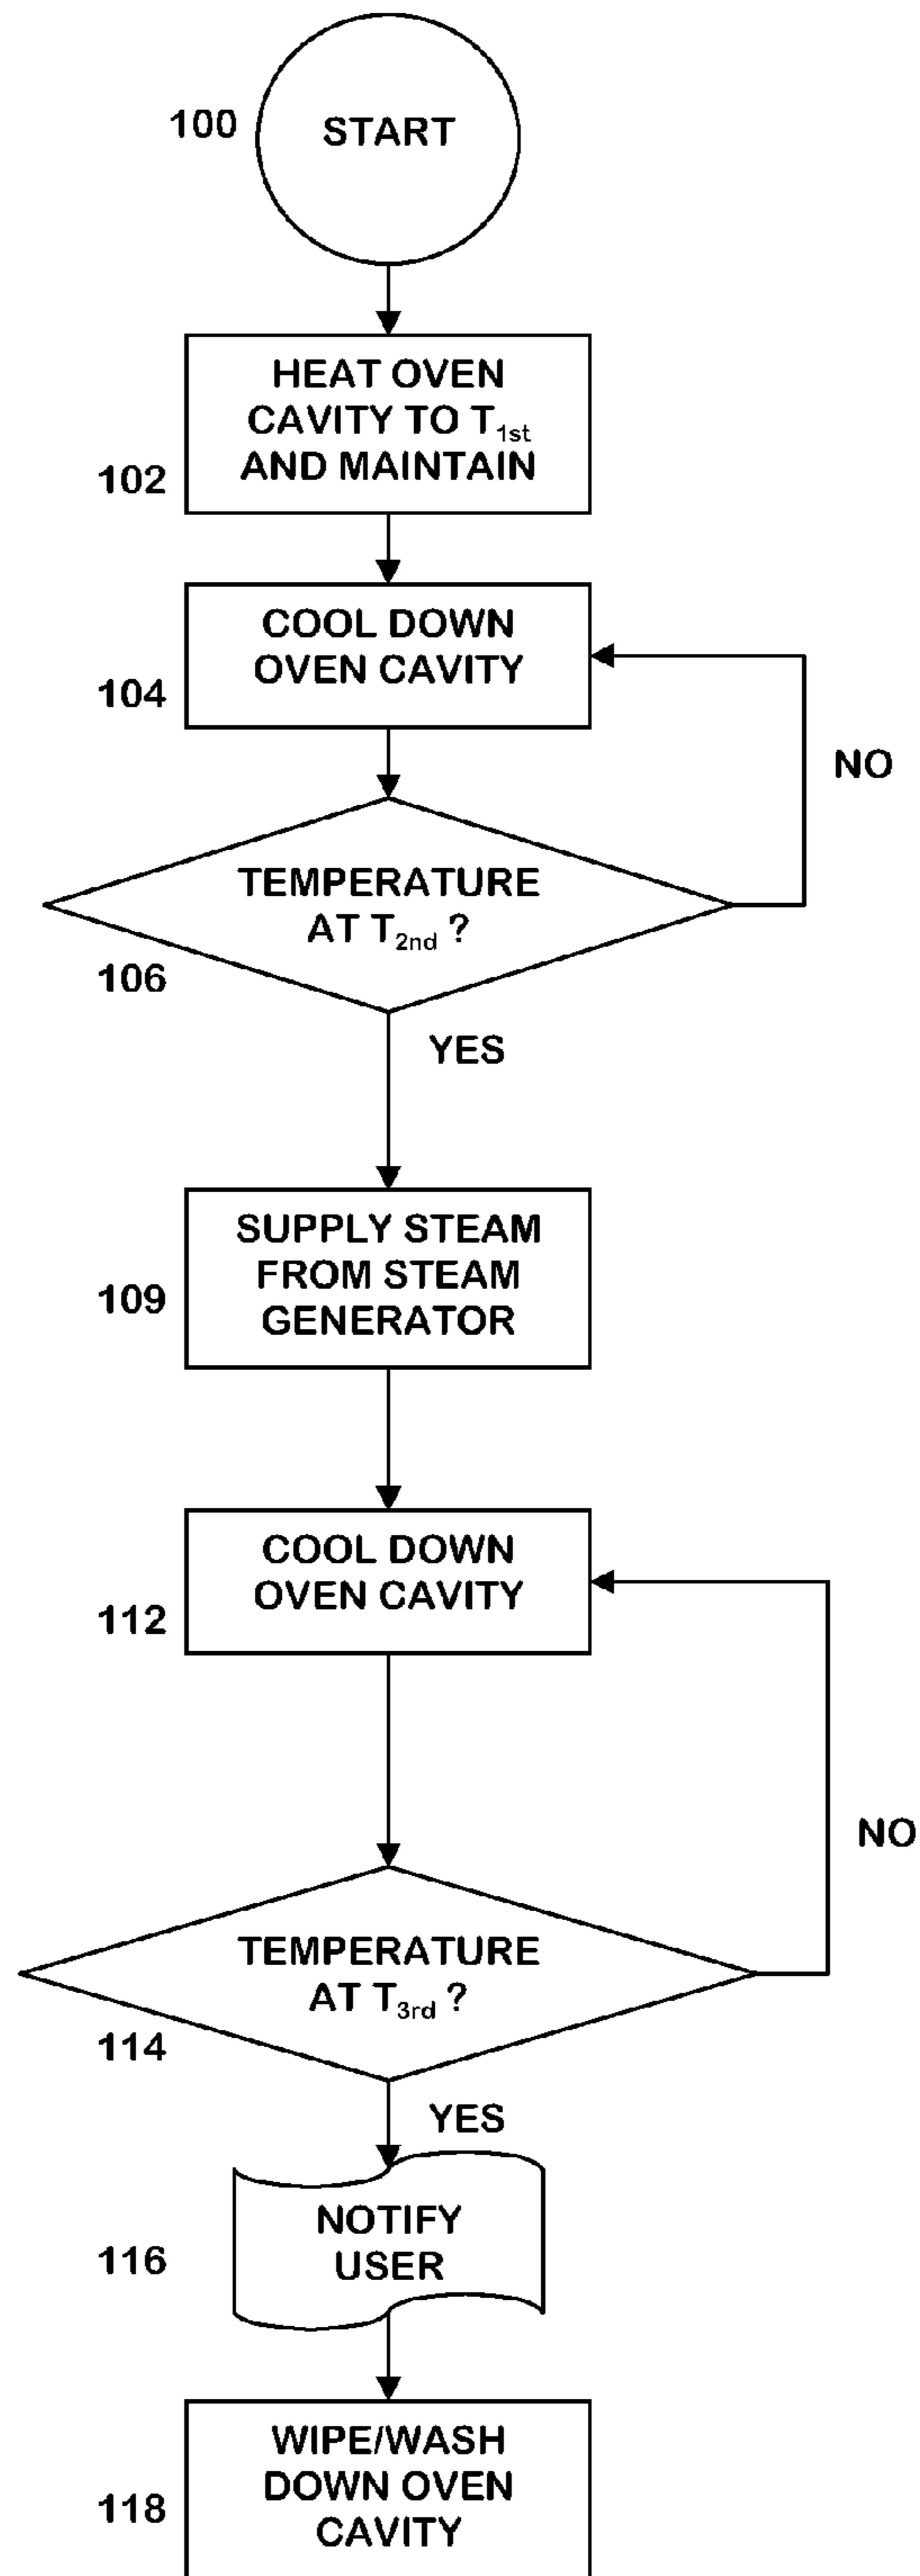 100
START
HEAT OVEN
CAVITY TO T1st
AND MAINTAIN
102
COOL DOWN
OVEN CAVITY
104
NO
TEMPERATURE
AT T2nd ?
106
YES
SUPPLY STEAM
FROM STEAM
GENERATOR
109
COOL DOWN
OVEN CAVITY
112
NO
TEMPERATURE
AT T3rd ?
114
YES
NOTIFY
USER
116
WIPE/WASH
DOWN OVEN
CAVITY
118